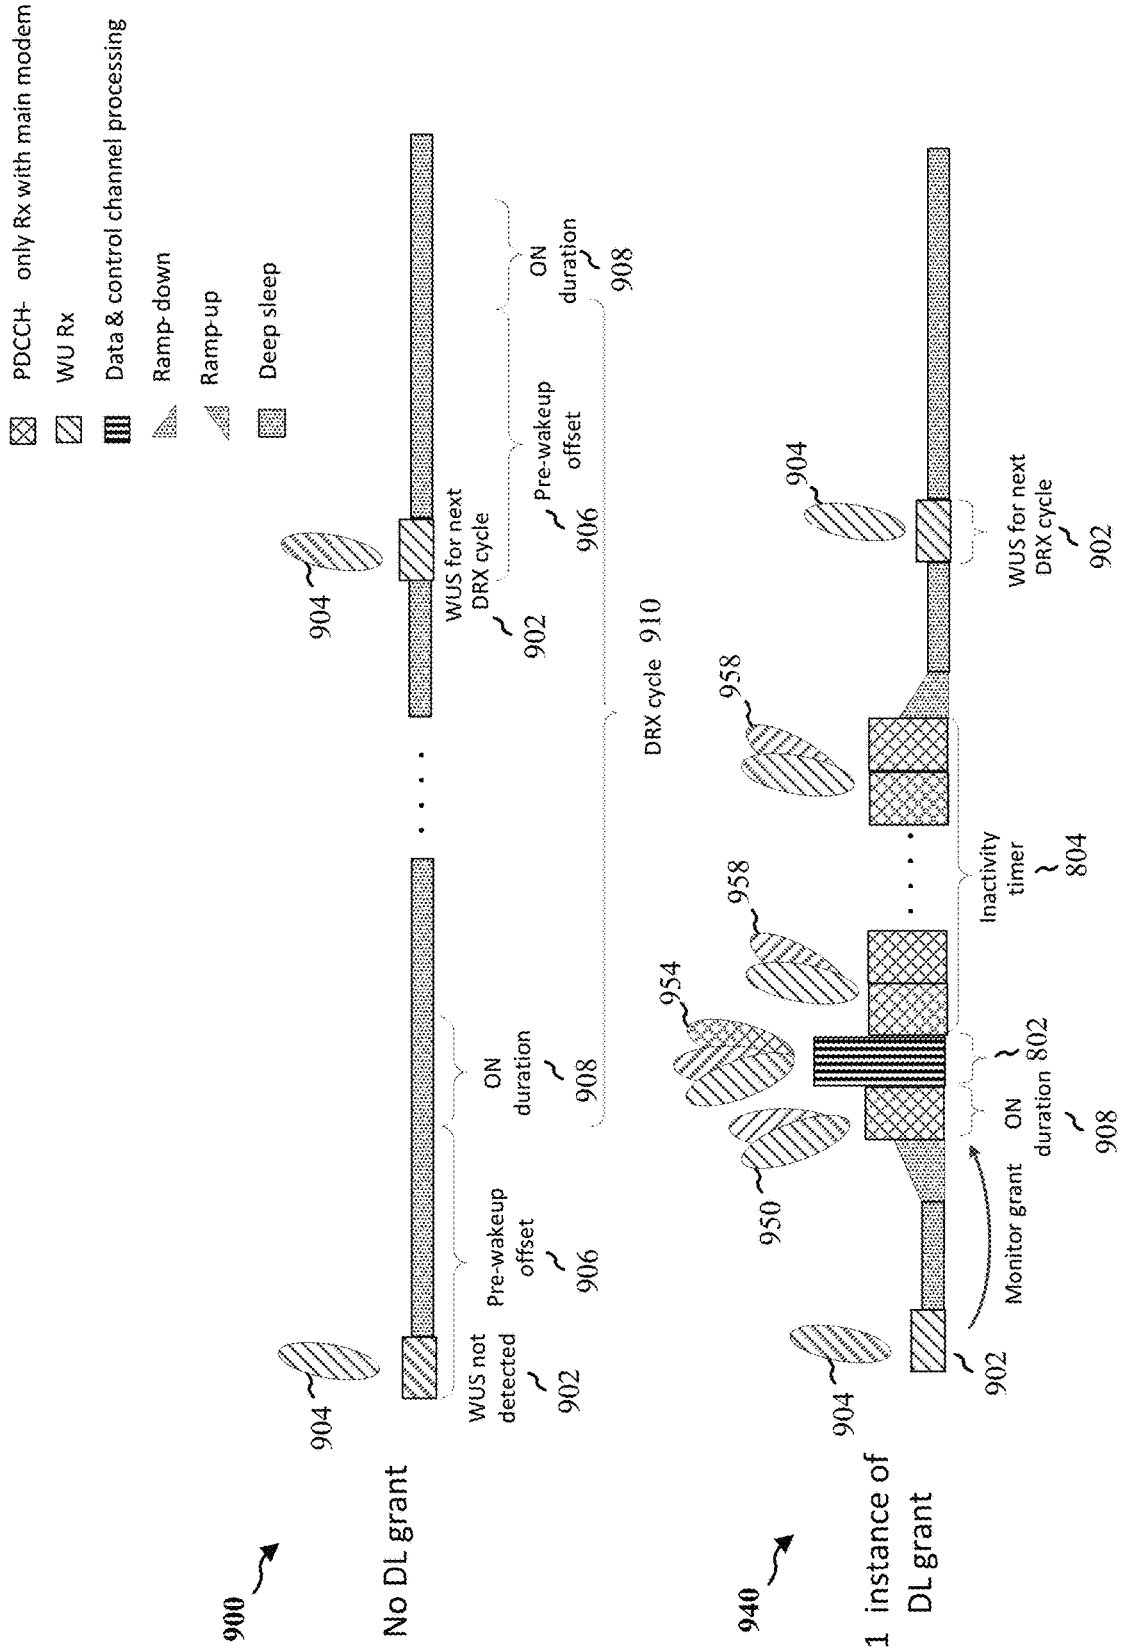 PDCCH- only Rx with main modem
WU Rx
Data & control channel processing
Ramp-down
Ramp-up
Deep sleep
900
No DL grant
904
WUS not
detected
902
Pre-wakeup
offset
906
ON
duration
908
DRX cycle 910
904
WUS for next
DRX cycle
902
Pre-wakeup
offset
906
ON
duration
908
940
1 instance of
DL grant
904
902
Monitor grant
950
ON
duration
908
802
954
958
Inactivity
timer
804
958
904
WUS for next
DRX cycle
902